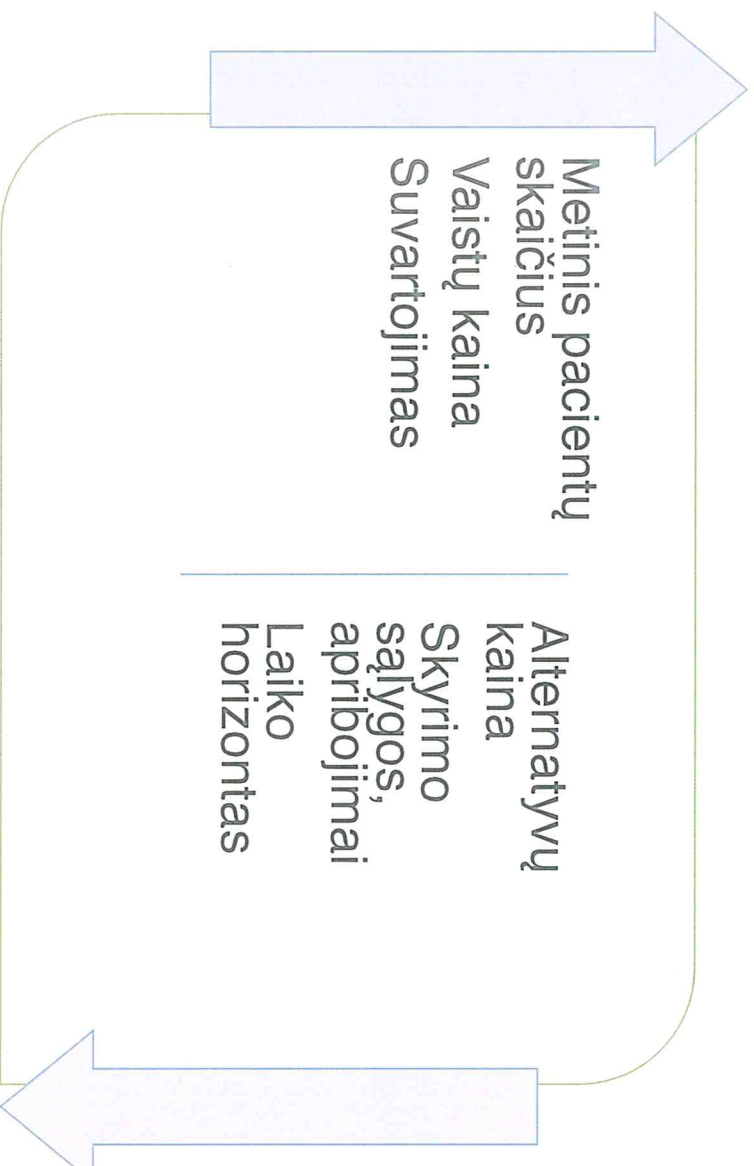 Metinis pacientų
skaičius
Vaistų kaina
Suvartojimas
Alternatyvų
kaina
Skyrimo
sąlygos,
apribojimai
Laiko
horizontas